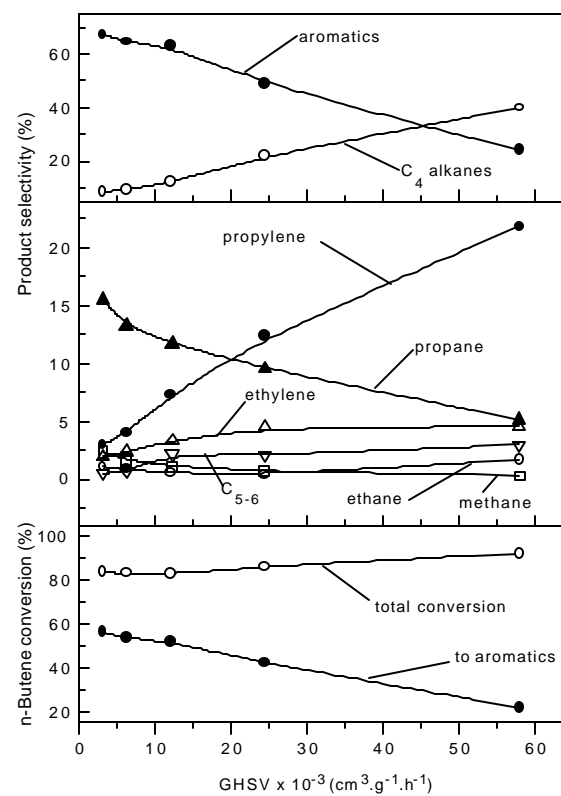 Product selectivity (%)
60
40
20
aromatics
C4 alkanes
20
15
10
5
0
propylene
propane
ethylene
C5-6
ethane
methane
n-Butene conversion (%)
100
80
60
40
20
total conversion
to aromatics
0 10 20 30 40 50 60
GHSV x 10⁻³ (cm³.g⁻¹.h⁻¹)